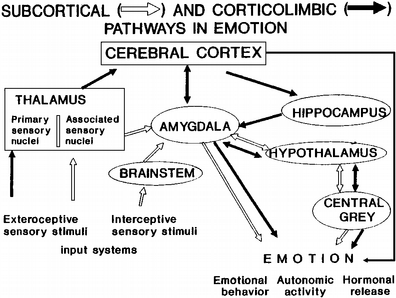 SUBCORTICAL ( ) AND CORTICOLIMBIC ( )
PATHWAYS IN EMOTION
CEREBRAL CORTEX
THALAMUS
Primary sensory nuclei
Associated sensory nuclei
AMYGDALA
HIPPOCAMPUS
HYPOTHALAMUS
BRAINSTEM
CENTRAL GREY
Exteroceptive sensory stimuli
Interceptive sensory stimuli
input systems
EMOTION
Emotional behavior
Autonomic activity
Hormonal release